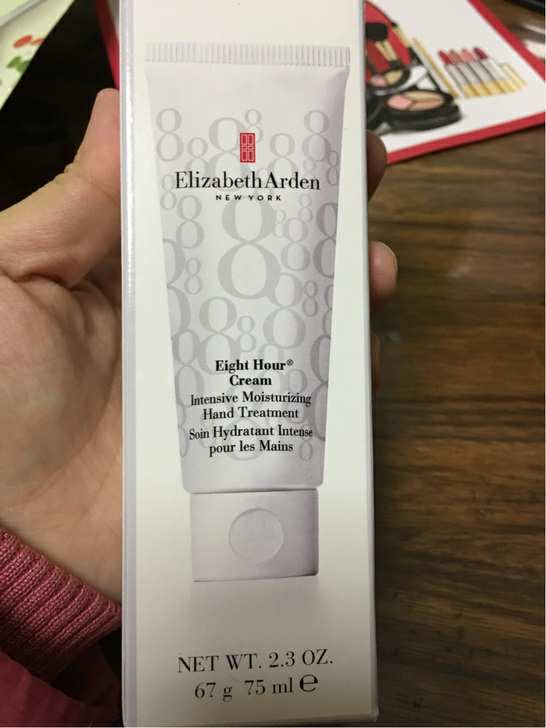 Elizabeth Arden
NEW YORK
Eight Hour®
Cream
Intensive Moisturizing
Hand Treatment
Soin Hydratant Intense
pour les Mains
NET WT. 2.3 OZ.
67 g 75 ml ℮